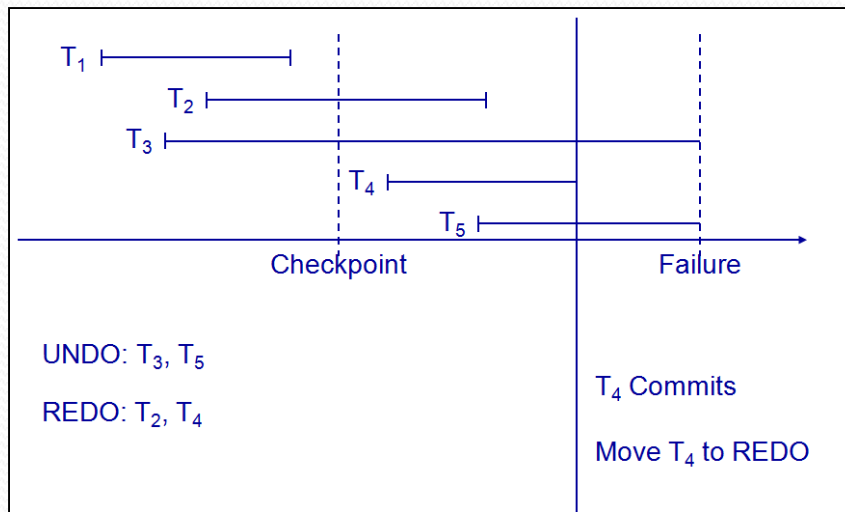 T₁
T₂
T₃
T₄
T₅
Checkpoint
Failure
UNDO: T₃, T₅
REDO: T₂, T₄
T₄ Commits
Move T₄ to REDO